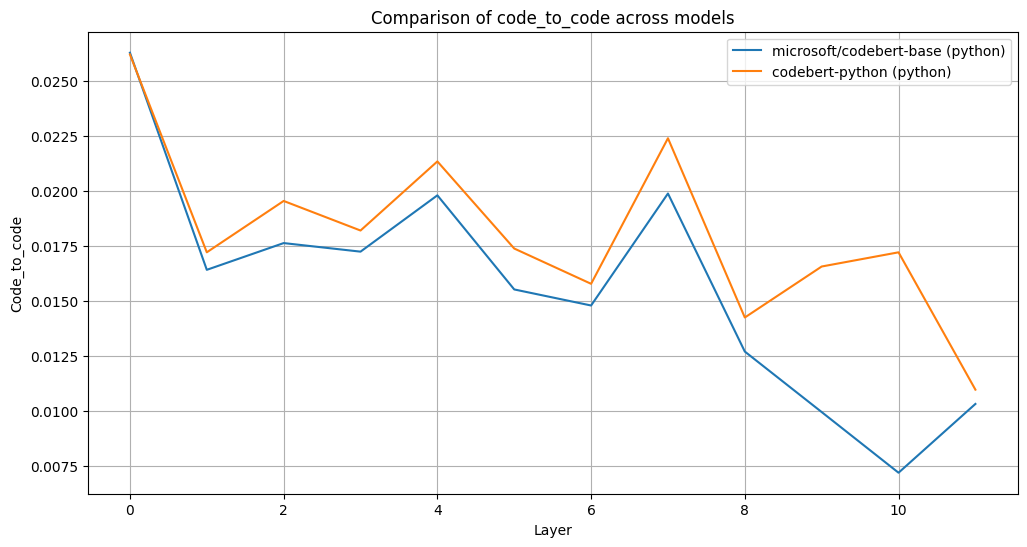 Comparison of code_to_code across models
microsoft/codebert-base (python)
codebert-python (python)
Code_to_code
0.0250
0.0225
0.0200
0.0175
0.0150
0.0125
0.0100
0.0075
0 2 4 6 8 10
Layer